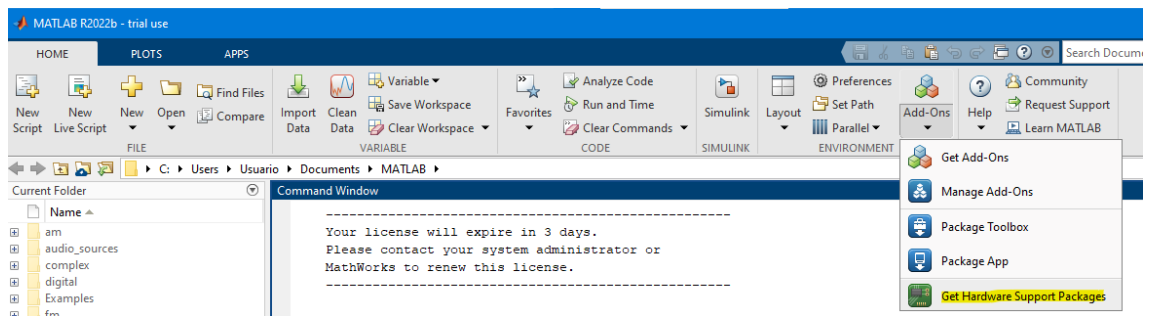 MATLAB R2022b - trial use
HOME PLOTS APPS
Search Docume
New Script
New Live Script
New
Open
Find Files
Compare
FILE
Import Data
Clean Data
Variable
Save Workspace
Clear Workspace
VARIABLE
Favorites
Analyze Code
Run and Time
Clear Commands
CODE
Simulink
SIMULINK
Layout
Preferences
Set Path
Parallel
ENVIRONMENT
Add-Ons
Help
Community
Request Support
Learn MATLAB
Get Add-Ons
Manage Add-Ons
Package Toolbox
Package App
Get Hardware Support Packages
C: Users Usuario Documents MATLAB
Current Folder
Name
am
audio_sources
complex
digital
Examples
fm
Command Window
Your license will expire in 3 days.
Please contact your system administrator or
MathWorks to renew this license.